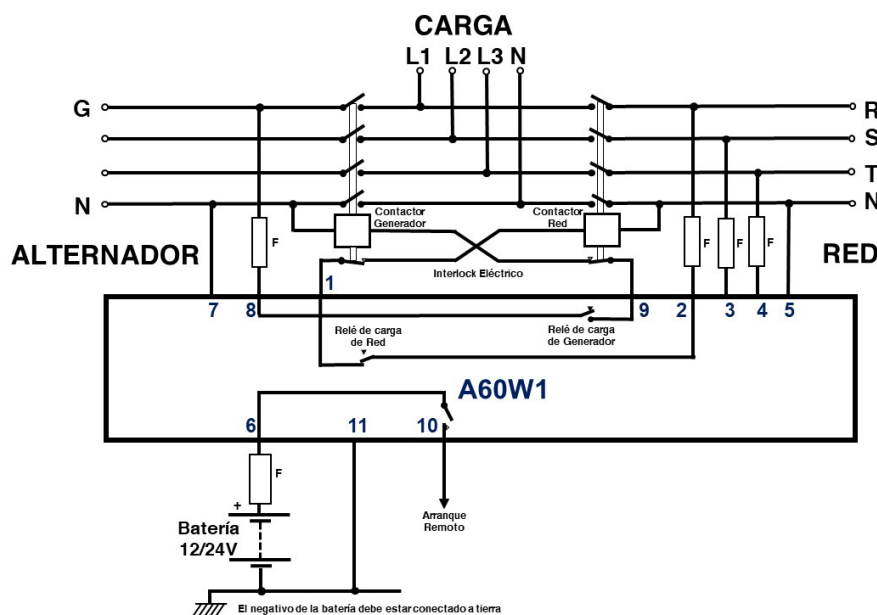 CARGA
L1 L2 L3 N
G
R
S
T
N
N
Contactor
Generador
Contactor
Red
F
F
F
F
ALTERNADOR
RED
Interlock Eléctrico
1
7
8
9
2
3
4
5
Relé de carga
de Red
Relé de carga
de Generador
A60W1
6
11
10
F
+
Batería
12/24V
Arranque
Remoto
El negativo de la batería debe estar conectado a tierra